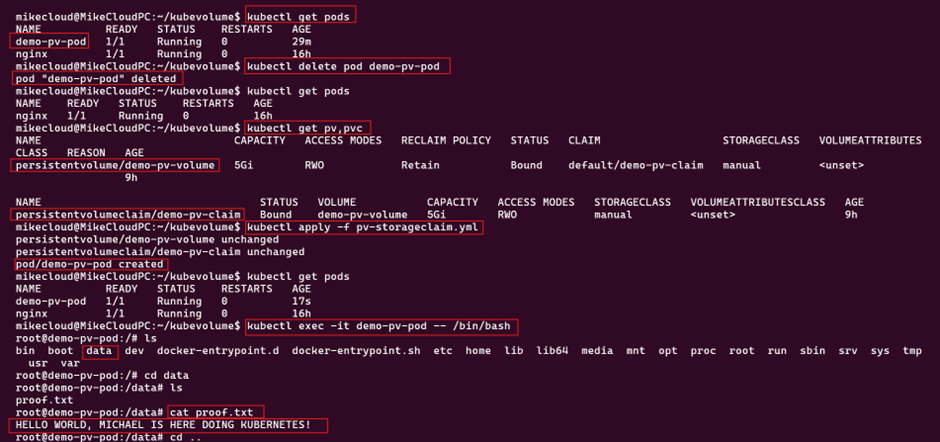 mikecloud@MikeCloudPC:~/kubevolume$ kubectl get pods
NAME READY STATUS RESTARTS AGE
demo-pv-pod 1/1 Running 0 29m
nginx 1/1 Running 0 16h
mikecloud@MikeCloudPC:~/kubevolume$ kubectl delete pod demo-pv-pod
pod "demo-pv-pod" deleted
mikecloud@MikeCloudPC:~/kubevolume$ kubectl get pods
NAME READY STATUS RESTARTS AGE
nginx 1/1 Running 0 16h
mikecloud@MikeCloudPC:~/kubevolume$ kubectl get pv,pvc
NAME CAPACITY ACCESS MODES RECLAIM POLICY STATUS CLAIM STORAGECLASS VOLUMEATTRIBUTES
CLASS REASON AGE
persistentvolume/demo-pv-volume 5Gi RWO Retain Bound default/demo-pv-claim manual <unset>
9h
NAME STATUS VOLUME CAPACITY ACCESS MODES STORAGECLASS VOLUMEATTRIBUTESCLASS AGE
persistentvolumeclaim/demo-pv-claim Bound demo-pv-volume 5Gi RWO manual <unset> 9h
mikecloud@MikeCloudPC:~/kubevolume$ kubectl apply -f pv-storageclaim.yml
persistentvolume/demo-pv-volume unchanged
persistentvolumeclaim/demo-pv-claim unchanged
pod/demo-pv-pod created
mikecloud@MikeCloudPC:~/kubevolume$ kubectl get pods
NAME READY STATUS RESTARTS AGE
demo-pv-pod 1/1 Running 0 17s
nginx 1/1 Running 0 16h
mikecloud@MikeCloudPC:~/kubevolume$ kubectl exec -it demo-pv-pod -- /bin/bash
root@demo-pv-pod:/# ls
bin boot data dev docker-entrypoint.d docker-entrypoint.sh etc home lib lib64 media mnt opt proc root run sbin srv sys tmp
usr var
root@demo-pv-pod:/# cd data
root@demo-pv-pod:/data# ls
proof.txt
root@demo-pv-pod:/data# cat proof.txt
HELLO WORLD, MICHAEL IS HERE DOING KUBERNETES!
root@demo-pv-pod:/data# cd ..